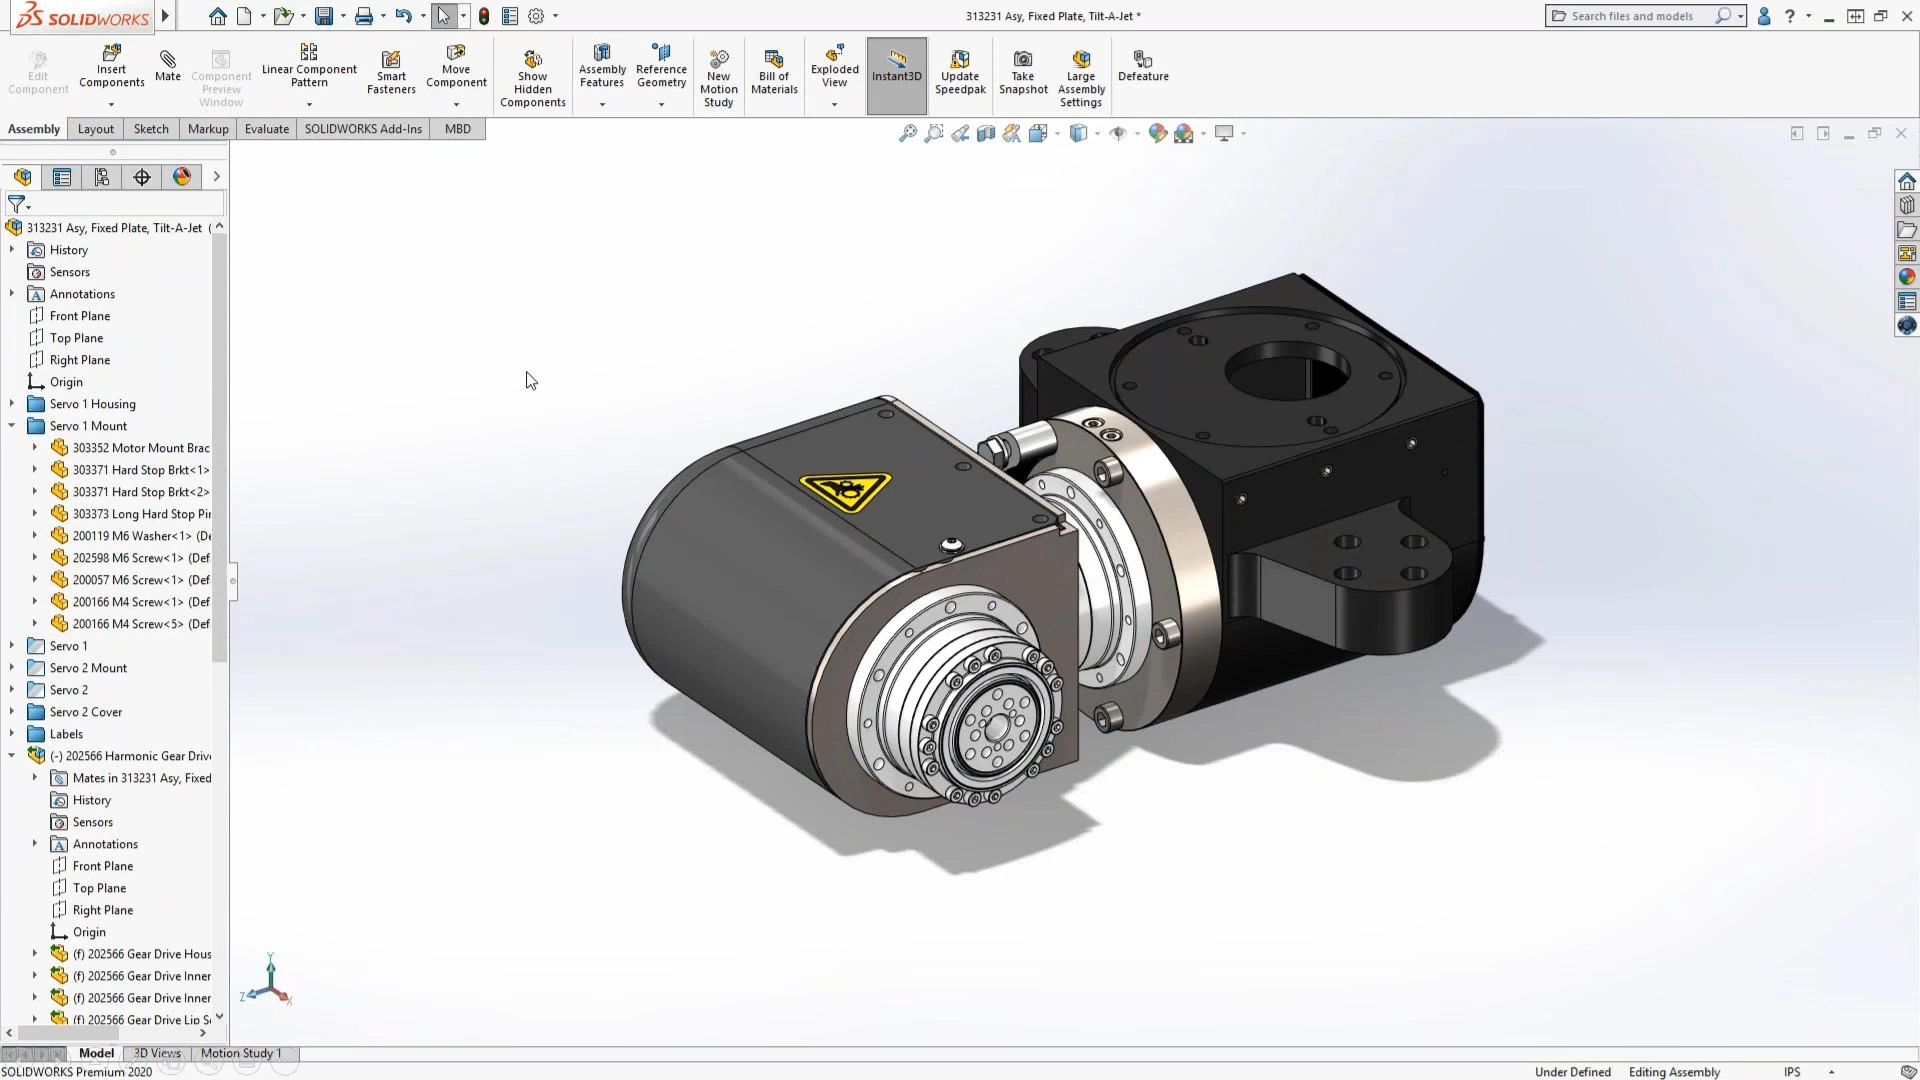 SOLIDWORKS
313231 Asy, Fixed Plate, Tilt-A-Jet *
Search files and models
Edit Component
Insert Components
Mate
Component Preview Window
Linear Component Pattern
Smart Fasteners
Move Component
Show Hidden Components
Assembly Features
Reference Geometry
New Motion Study
Bill of Materials
Exploded View
Instant3D
Update Speedpak
Take Snapshot
Large Assembly Settings
Defeature
Assembly
Layout
Sketch
Markup
Evaluate
SOLIDWORKS Add-Ins
MBD
313231 Asy, Fixed Plate, Tilt-A-Jet (
History
Sensors
Annotations
Front Plane
Top Plane
Right Plane
Origin
Servo 1 Housing
Servo 1 Mount
303352 Motor Mount Brac
303371 Hard Stop Brkt<1>
303371 Hard Stop Brkt<2>
303373 Long Hard Stop Pin
200119 M6 Washer<1> (De
202598 M6 Screw<1> (Def
200057 M6 Screw<1> (Def
200166 M4 Screw<1> (Def
200166 M4 Screw<5> (Def
Servo 1
Servo 2 Mount
Servo 2
Servo 2 Cover
Labels
(-) 202566 Harmonic Gear Drive
Mates in 313231 Asy, Fixed
History
Sensors
Annotations
Front Plane
Top Plane
Right Plane
Origin
(f) 202566 Gear Drive Hous
(f) 202566 Gear Drive Inner
(f) 202566 Gear Drive Inner
(f) 202566 Gear Drive Lip S
Y
Z
X
Model
3D Views
Motion Study 1
SOLIDWORKS Premium 2020
Under Defined
Editing Assembly
IPS